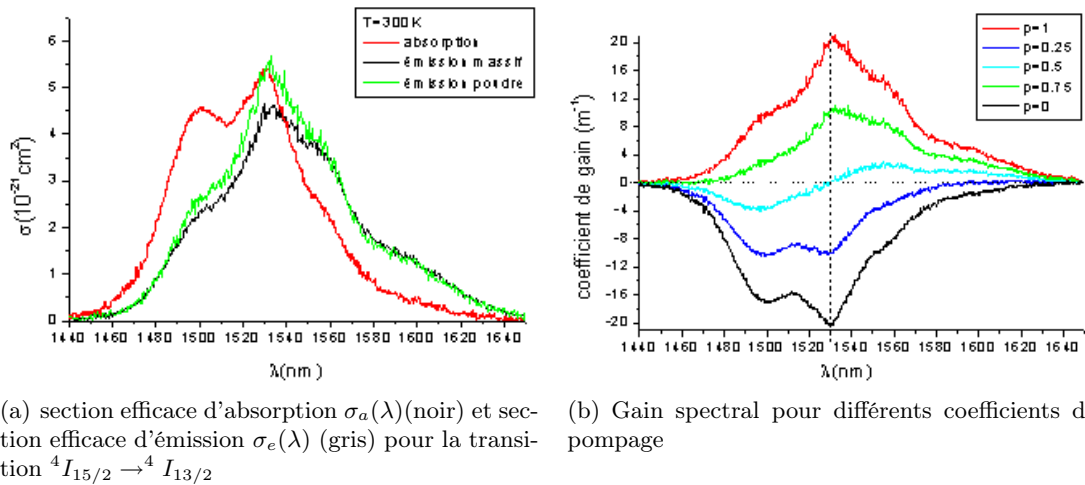 T=300 K
absorption
émission massif
émission poudre
6
5
4
3
2
1
0
σ(10⁻²¹cm²)
1440 1460 1480 1500 1520 1540 1560 1580 1600 1620 1640
λ(nm)
p=1
p=0.25
p=0.5
p=0.75
p=0
20
16
12
8
4
0
-4
-8
-12
-16
-20
coefficient de gain (m⁻¹)
1440 1460 1480 1500 1520 1540 1560 1580 1600 1620 1640
λ(nm)
(a) section efficace d'absorption σₐ(λ)(noir) et sec-
tion efficace d'émission σₑ(λ) (gris) pour la transi-
tion ⁴I₁₅/₂ →⁴ I₁₃/₂
(b) Gain spectral pour différents coefficients d
pompage